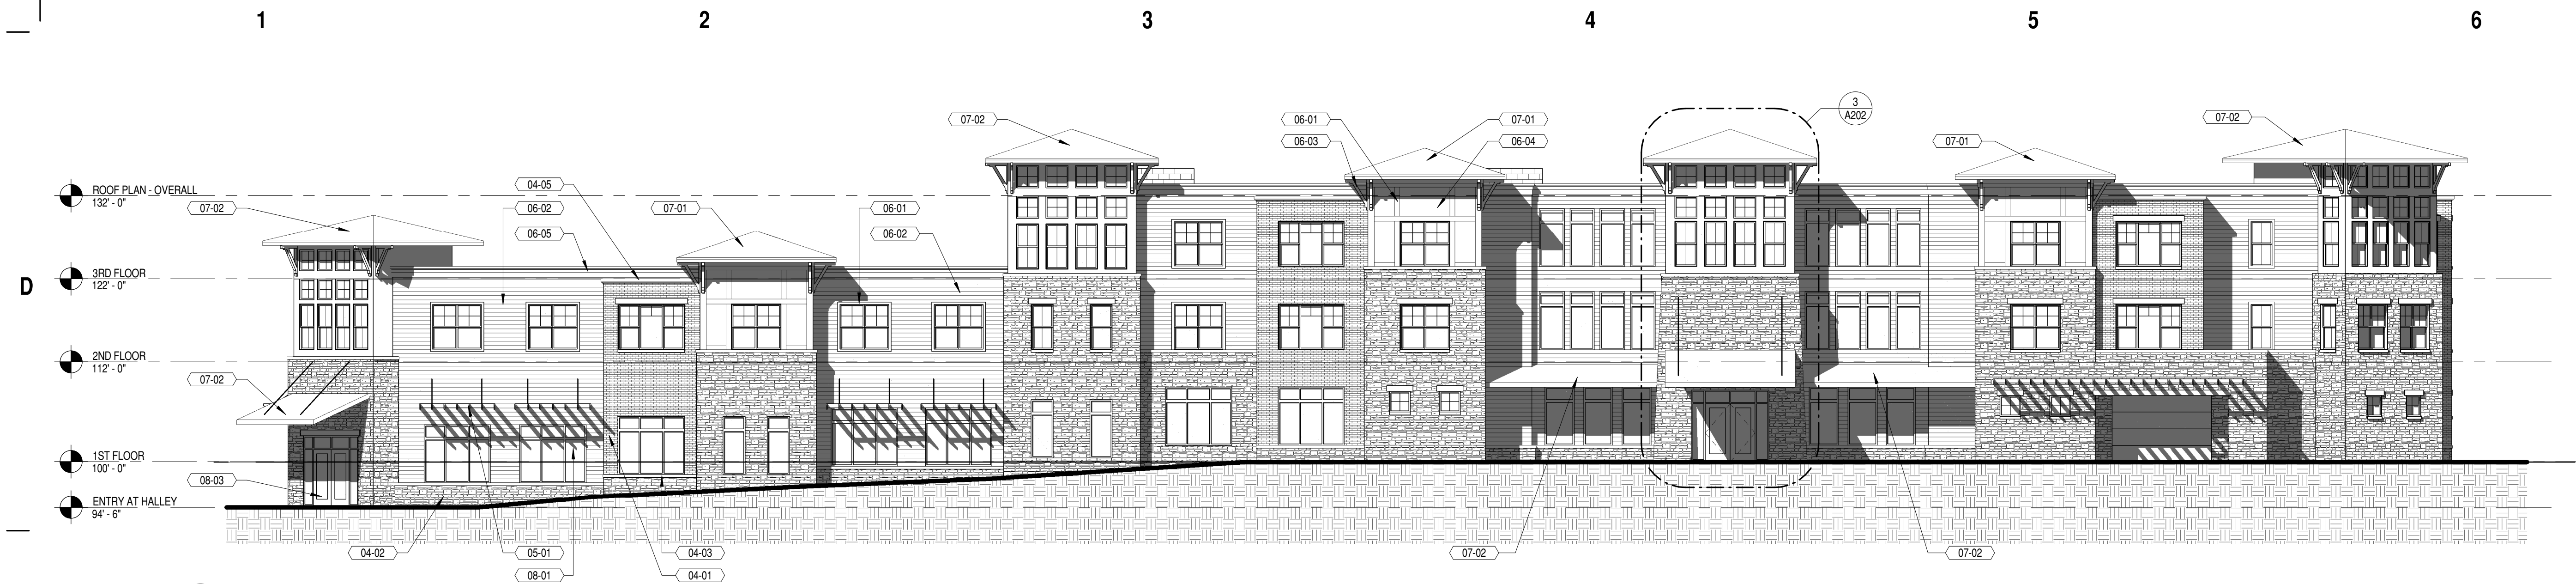 1 2 3 4 5 6
3
A202
07-02
06-01
07-01
06-03
06-04
07-01
07-02
ROOF PLAN - OVERALL
132' - 0"
04-05
07-02
06-02
07-01
06-01
06-05
06-02
D
3RD FLOOR
122' - 0"
2ND FLOOR
112' - 0"
07-02
1ST FLOOR
100' - 0"
08-03
ENTRY AT HALLEY
94' - 6"
04-02
05-01
04-03
07-02
07-02
08-01
04-01